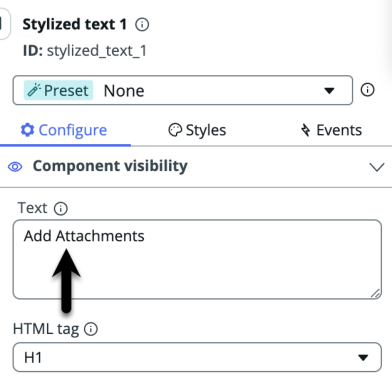 Stylized text 1
ID: stylized_text_1
Preset None
Configure Styles Events
Component visibility
Text
Add Attachments
HTML tag
H1